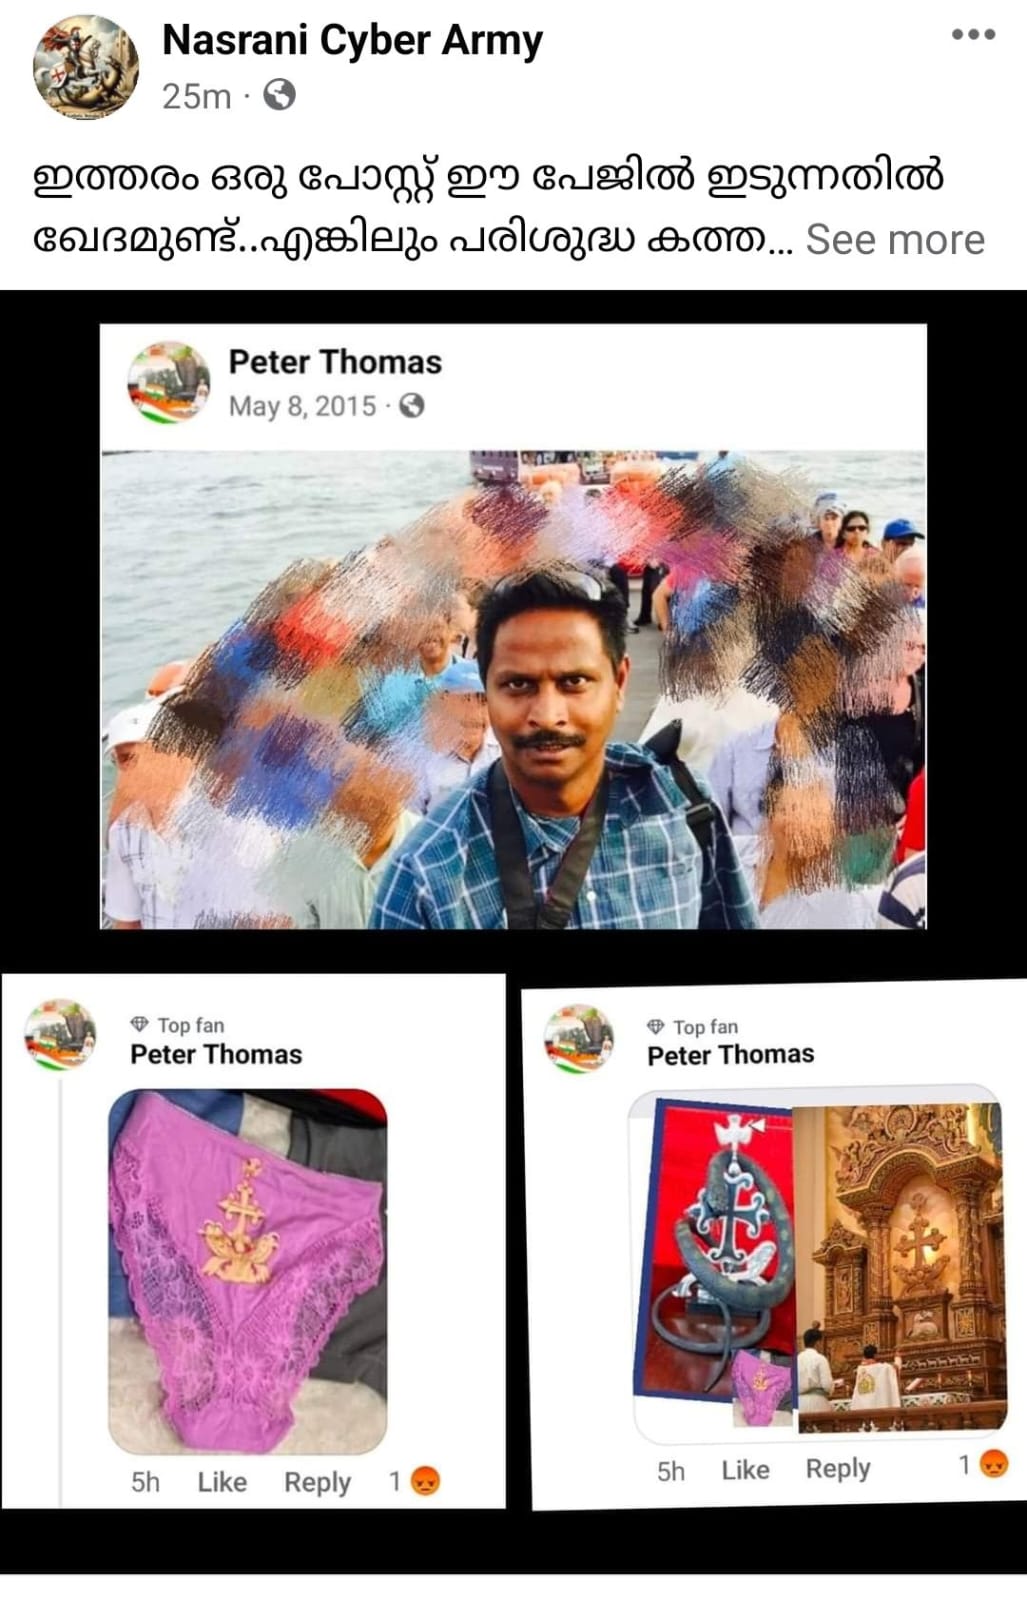 Nasrani Cyber Army
25m ·
ഇത്തരം ഒരു പോസ്റ്റ് ഈ പേജിൽ ഇടുന്നതിൽ
ഖേദമുണ്ട്..എങ്കിലും പരിശുദ്ധ കത്ത... See more
Peter Thomas
May 8, 2015 ·
Top fan
Peter Thomas
5h Like Reply 1
Top fan
Peter Thomas
5h Like Reply 1